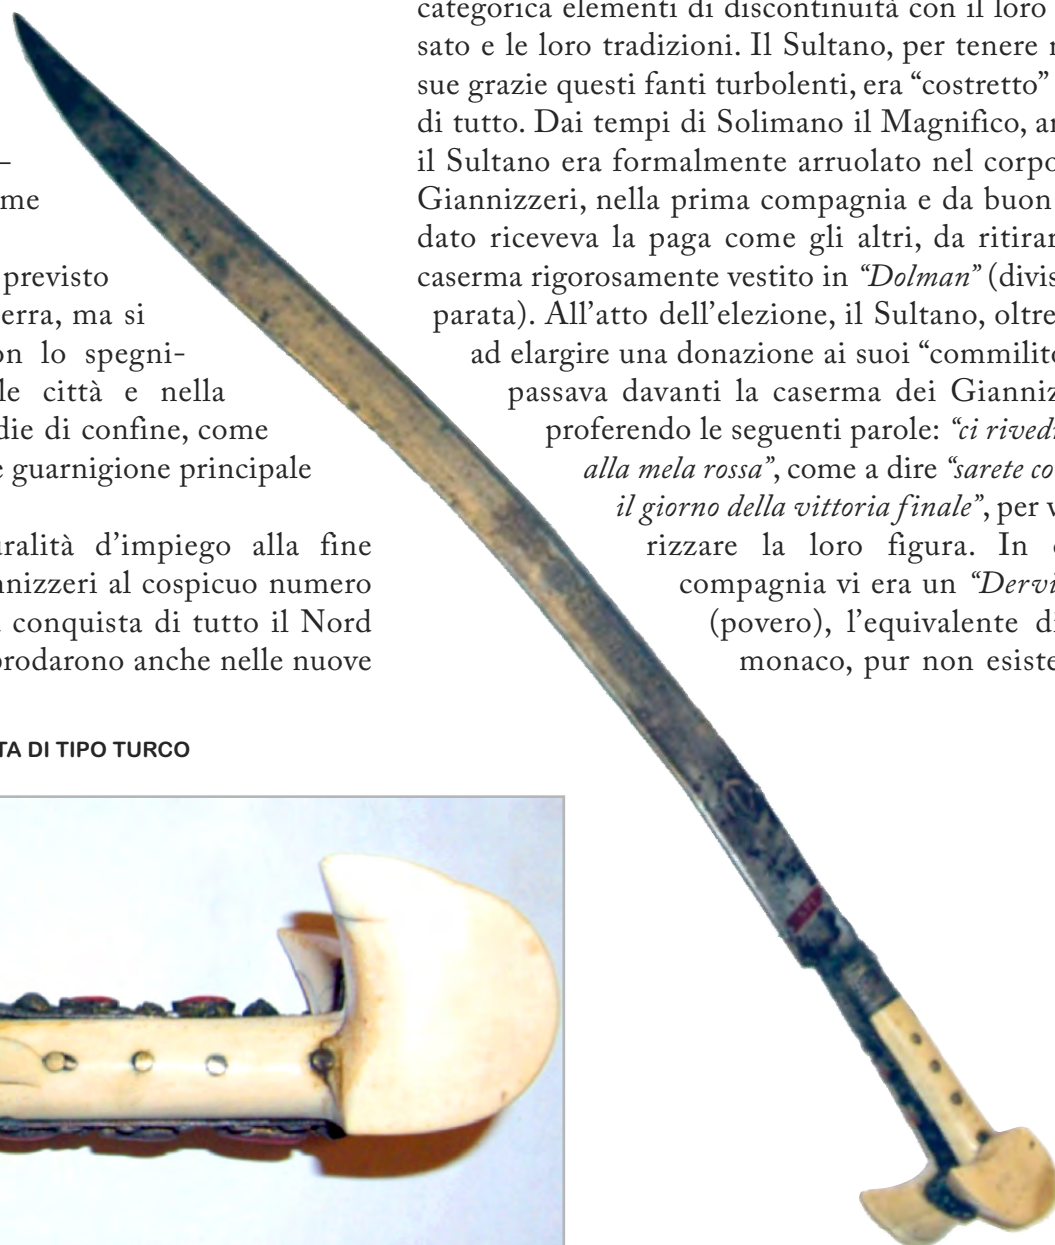 –
me
previsto
erra, ma si
on lo spegni-
le città e nella
die di confine, come
e guarnigione principale
uralità d’impiego alla fine
nnizzeri al cospicuo numero
conquista di tutto il Nord
prodarono anche nelle nuove
TA DI TIPO TURCO
categorica elementi di discontinuità con il loro
sato e le loro tradizioni. Il Sultano, per tenere
sue grazie questi fanti turbolenti, era “costretto”
di tutto. Dai tempi di Solimano il Magnifico, an
il Sultano era formalmente arruolato nel corpo
Giannizzeri, nella prima compagnia e da buon
dato riceveva la paga come gli altri, da ritirar
caserma rigorosamente vestito in “Dolman” (divis
parata). All’atto dell’elezione, il Sultano, oltre
ad elargire una donazione ai suoi “commilito
passava davanti la caserma dei Gianniz
proferendo le seguenti parole: “ci rivedi
alla mela rossa”, come a dire “sarete co
il giorno della vittoria finale”, per v
rizzare la loro figura. In
compagnia vi era un “Dervi
(povero), l’equivalente di
monaco, pur non esiste